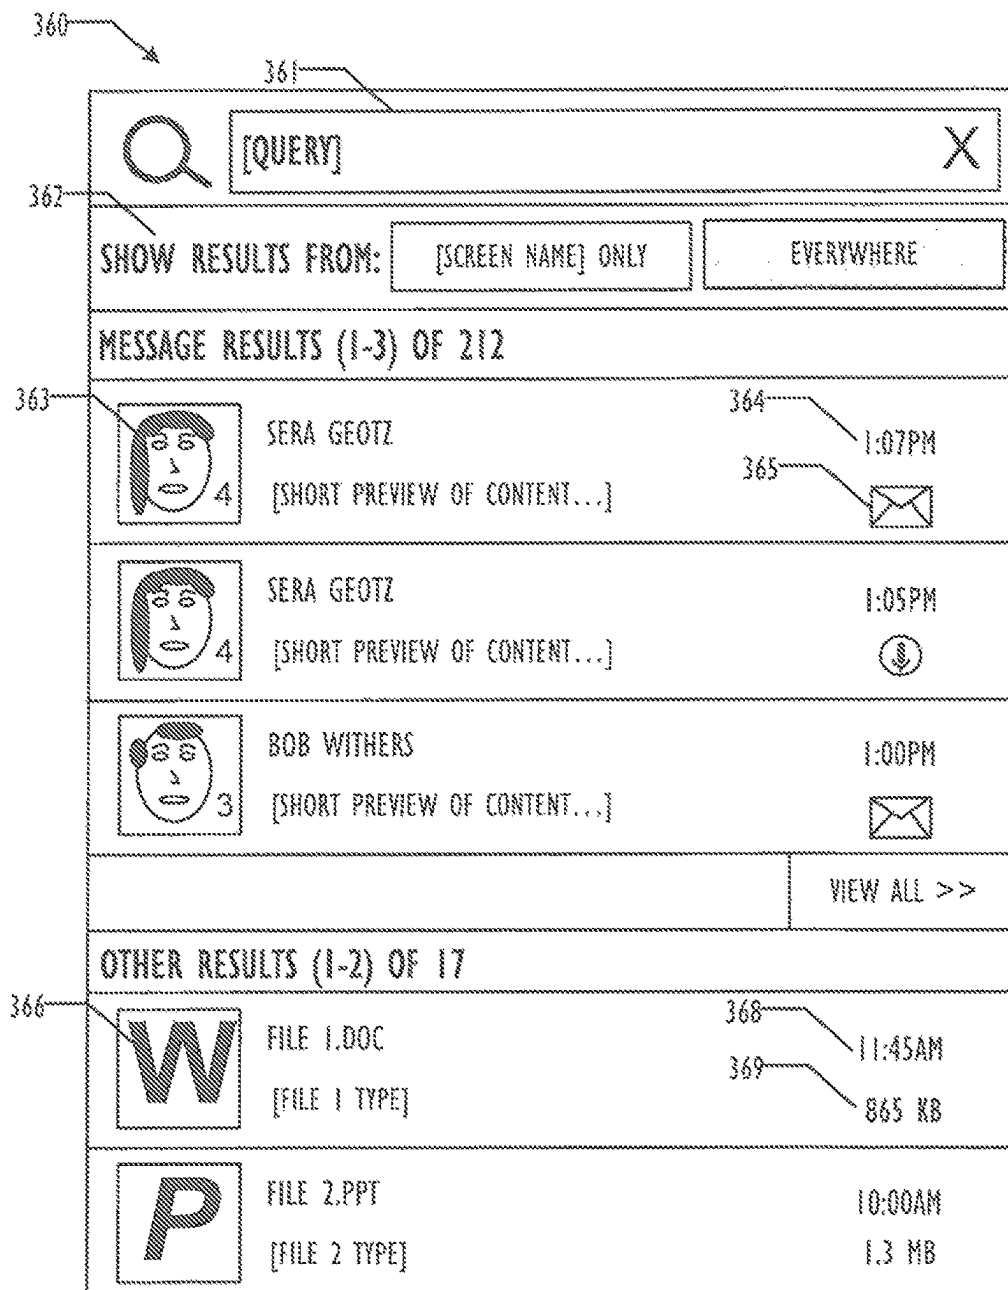 360
361
[QUERY] X
362
SHOW RESULTS FROM: [SCREEN NAME] ONLY EVERYWHERE
MESSAGE RESULTS (1-3) OF 212
363
SERA GEOTZ 364 1:07PM
4 [SHORT PREVIEW OF CONTENT...] 365
SERA GEOTZ 1:05PM
4 [SHORT PREVIEW OF CONTENT...]
BOB WITHERS 1:00PM
3 [SHORT PREVIEW OF CONTENT...]
VIEW ALL >>
OTHER RESULTS (1-2) OF 17
366 W FILE 1.DOC 368 11:45AM
[FILE 1 TYPE] 369 865 KB
P FILE 2.PPT 10:00AM
[FILE 2 TYPE] 1.3 MB